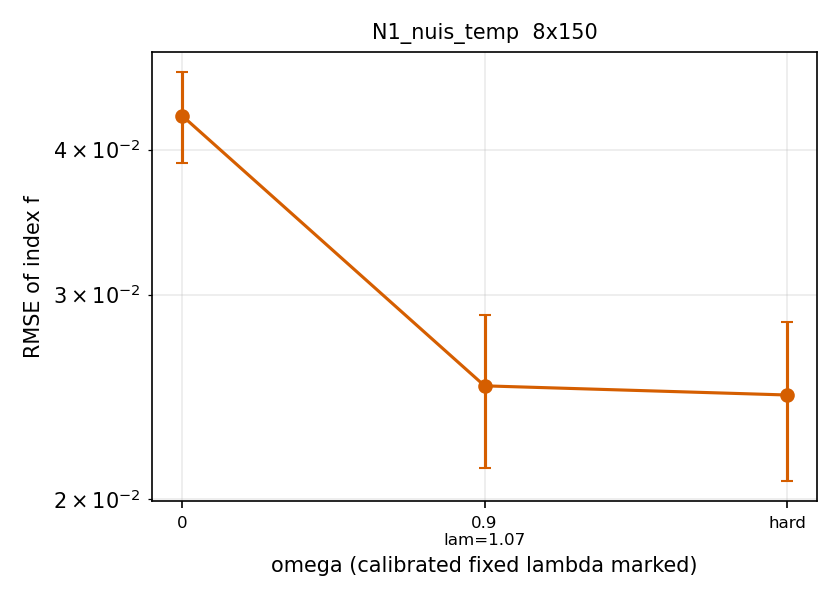 N1_nuis_temp  8x150
RMSE of index f
4 × 10⁻²
3 × 10⁻²
2 × 10⁻²
0
0.9
lam=1.07
hard
omega (calibrated fixed lambda marked)